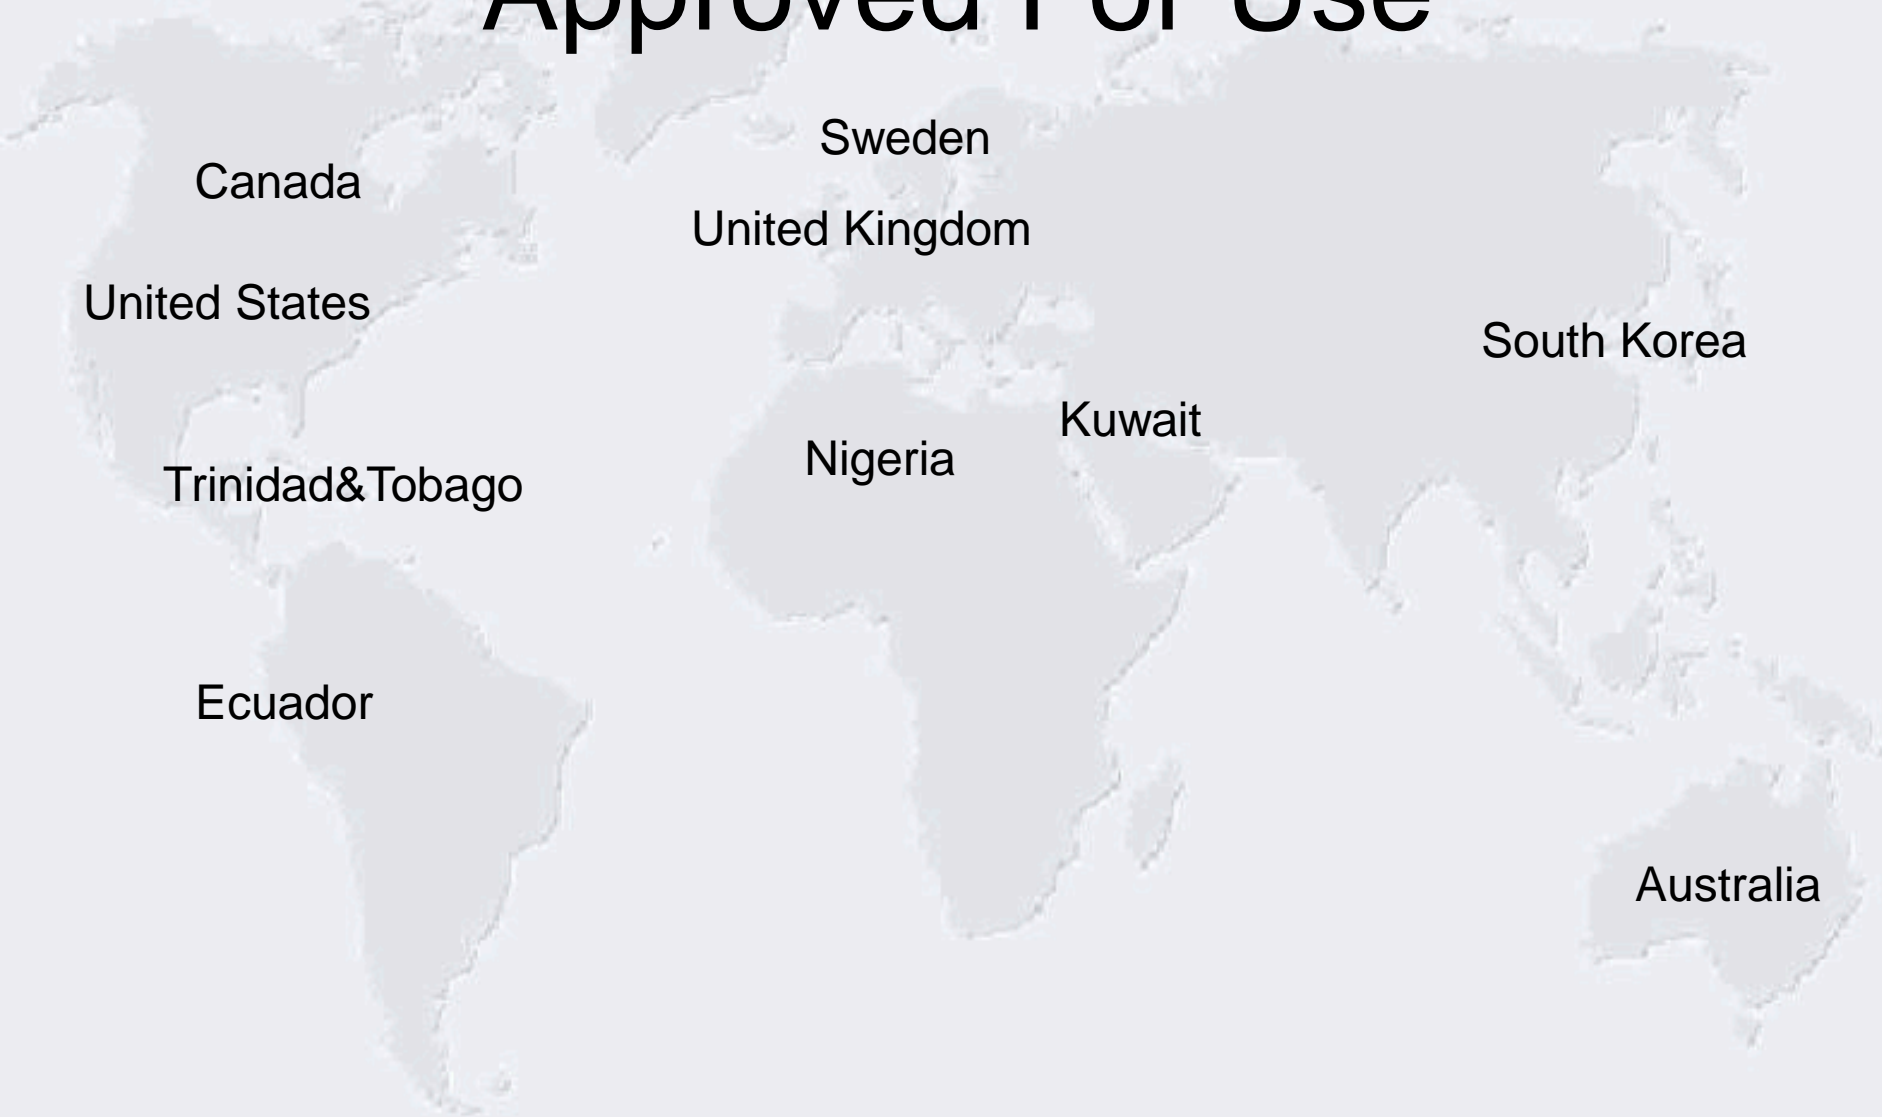 Approved For Use
Sweden
Canada
United Kingdom
United States
South Korea
Kuwait
Nigeria
Trinidad&Tobago
Ecuador
Australia